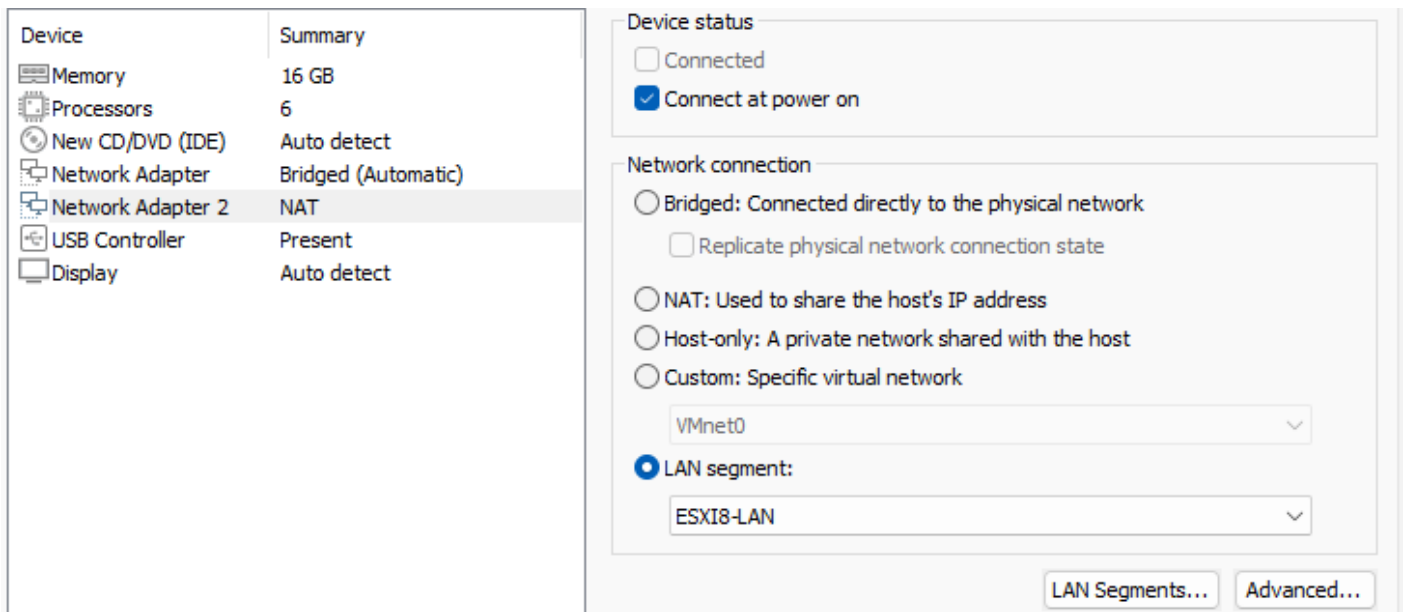 Device Summary
Memory 16 GB
Processors 6
New CD/DVD (IDE) Auto detect
Network Adapter Bridged (Automatic)
Network Adapter 2 NAT
USB Controller Present
Display Auto detect
Device status
Connected
Connect at power on
Network connection
Bridged: Connected directly to the physical network
Replicate physical network connection state
NAT: Used to share the host's IP address
Host-only: A private network shared with the host
Custom: Specific virtual network
VMnet0
LAN segment:
ESXI8-LAN
LAN Segments... Advanced...